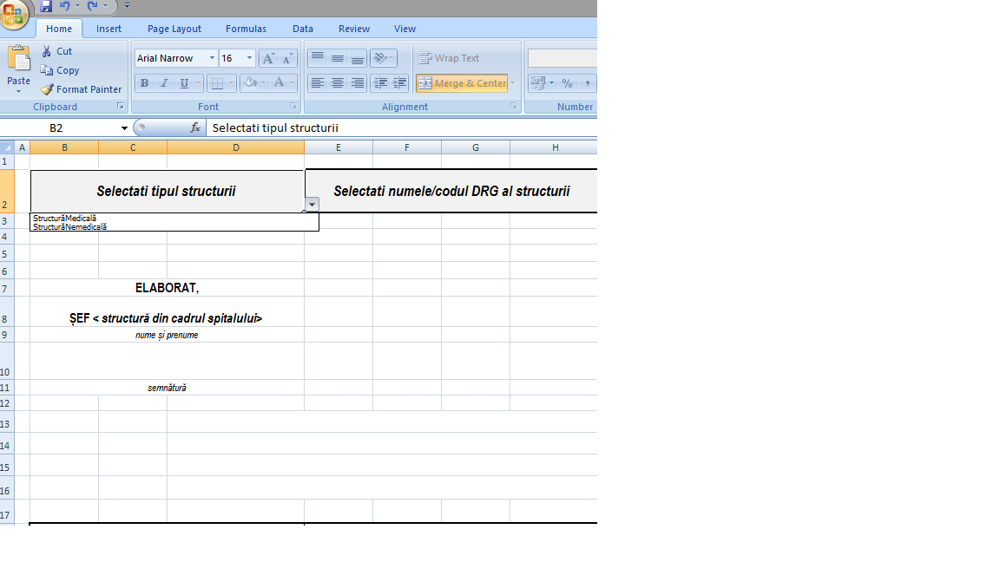 Home Insert Page Layout Formulas Data Review View
Cut
Copy
Format Painter
Paste
Clipboard
Arial Narrow 16
B I U A
Font
Wrap Text
Merge & Center
Alignment
% ,
Number
B2 fx Selectati tipul structurii
A B C D E F G H
1
2 Selectati tipul structurii Selectati numele/codul DRG al structurii
3 StructurăMedicală
StructurăNemedicală
4
5
6
7 ELABORAT,
8 ȘEF < structură din cadrul spitalului>
9 nume și prenume
10
11 semnătură
12
13
14
15
16
17